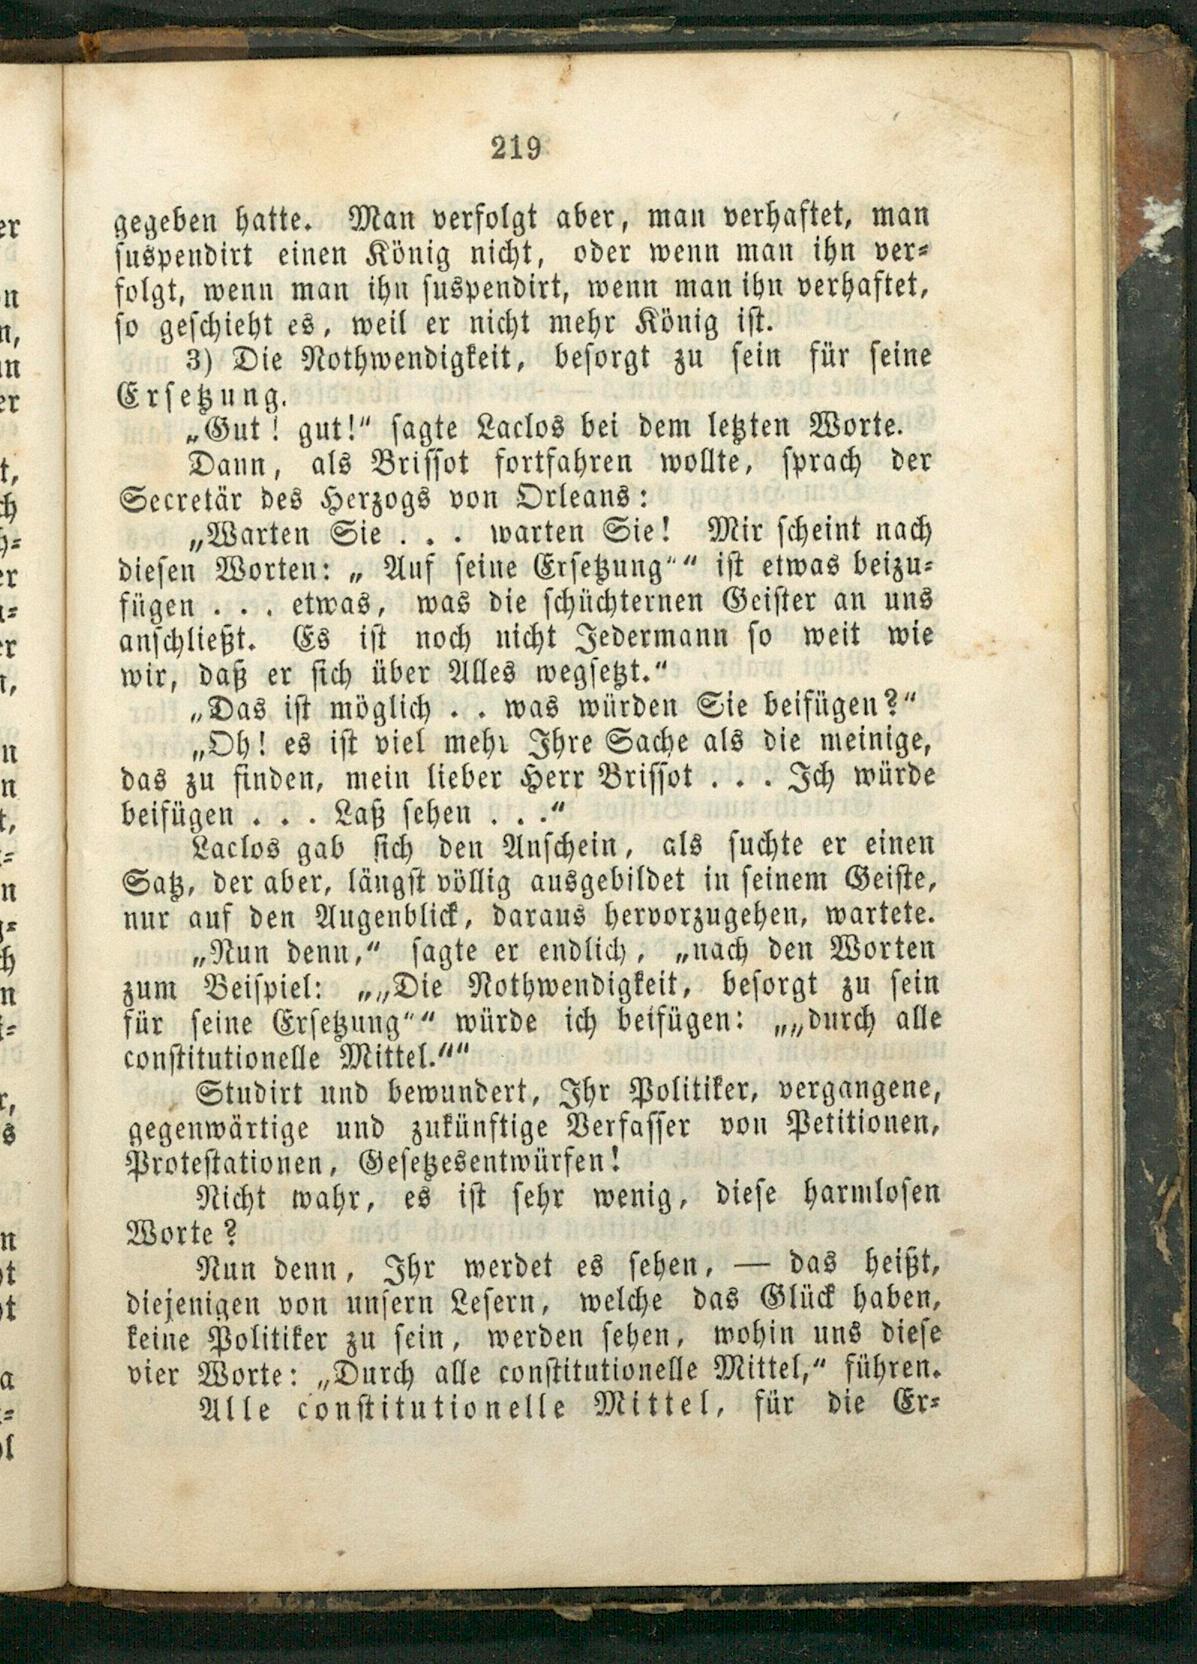 219
gegeben hatte. Man verfolgt aber, man verhaftet, man
suspendirt einen König nicht, oder wenn man ihn ver-
folgt, wenn man ihn suspendirt, wenn man ihn verhaftet,
so geschieht es, weil er nicht mehr König ist.
3) Die Nothwendigkeit, besorgt zu sein für seine
Ersetzung.
„Gut! gut!“ sagte Laclos bei dem letzten Worte.
Dann, als Brissot fortfahren wollte, sprach der
Secretär des Herzogs von Orleans:
„Warten Sie . . . warten Sie! Mir scheint nach
diesen Worten: „ Auf seine Ersetzung“ “ ist etwas beizu-
fügen . . . etwas, was die schüchternen Geister an uns
anschließt. Es ist noch nicht Jedermann so weit wie
wir, daß er sich über Alles wegsetzt.“
„Das ist möglich . . was würden Sie beifügen?“
„Oh! es ist viel mehr Ihre Sache als die meinige,
das zu finden, mein lieber Herr Brissot . . . Ich würde
beifügen . . . Laß sehen . . .“
Laclos gab sich den Anschein, als suchte er einen
Satz, der aber, längst völlig ausgebildet in seinem Geiste,
nur auf den Augenblick, daraus hervorzugehen, wartete.
„Nun denn,“ sagte er endlich, „nach den Worten
zum Beispiel: „„Die Nothwendigkeit, besorgt zu sein
für seine Ersetzung“ “ würde ich beifügen: „„durch alle
constitutionelle Mittel.““
Studirt und bewundert, Ihr Politiker, vergangene,
gegenwärtige und zukünftige Verfasser von Petitionen,
Protestationen, Gesetzesentwürfen!
Nicht wahr, es ist sehr wenig, diese harmlosen
Worte?
Nun denn, Ihr werdet es sehen, — das heißt,
diejenigen von unsern Lesern, welche das Glück haben,
keine Politiker zu sein, werden sehen, wohin uns diese
vier Worte: „Durch alle constitutionelle Mittel,“ führen.
Alle constitutionelle Mittel, für die Er-